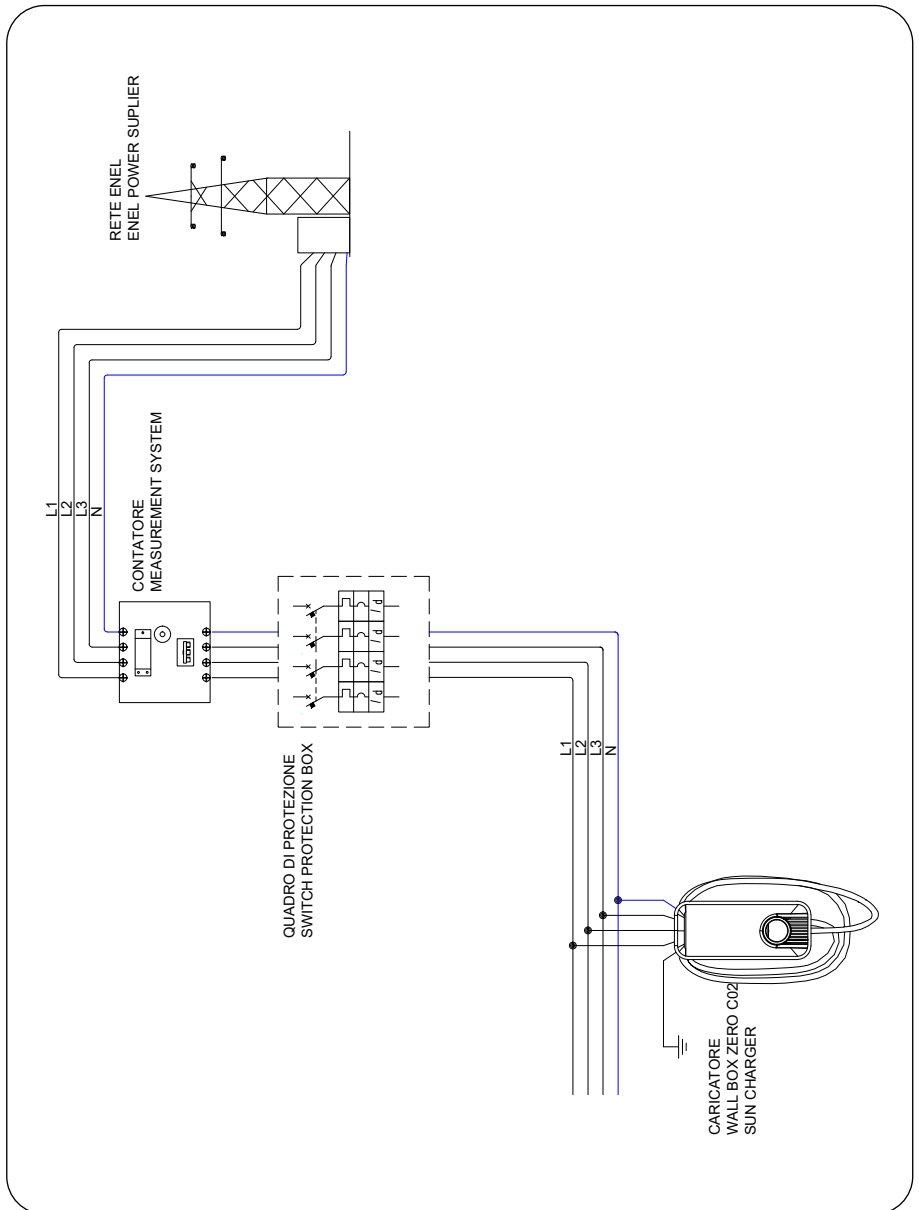 RETE ENEL
ENEL POWER SUPLIER
L1
L2
L3
N
CONTATORE
MEASUREMENT SYSTEM
QUADRO DI PROTEZIONE
SWITCH PROTECTION BOX
L1
L2
L3
N
CARICATORE
WALL BOX ZERO C02
SUN CHARGER